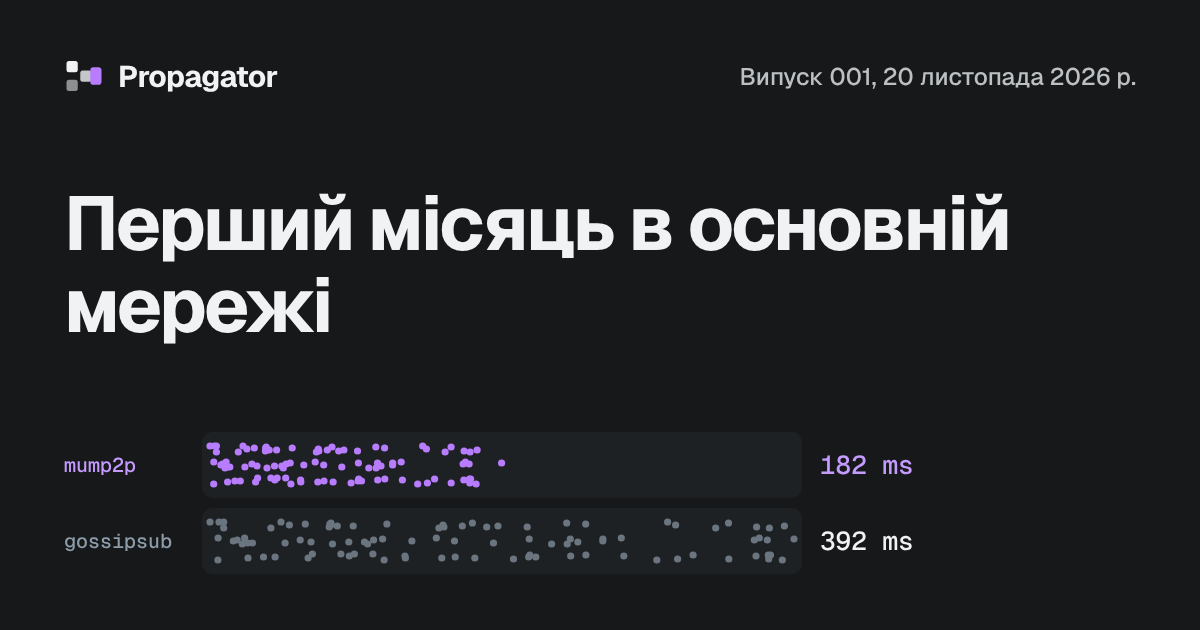 Propagator
Випуск 001, 20 листопада 2026 р.
Перший місяць в основній
мережі
mump2p
182 ms
gossipsub
392 ms